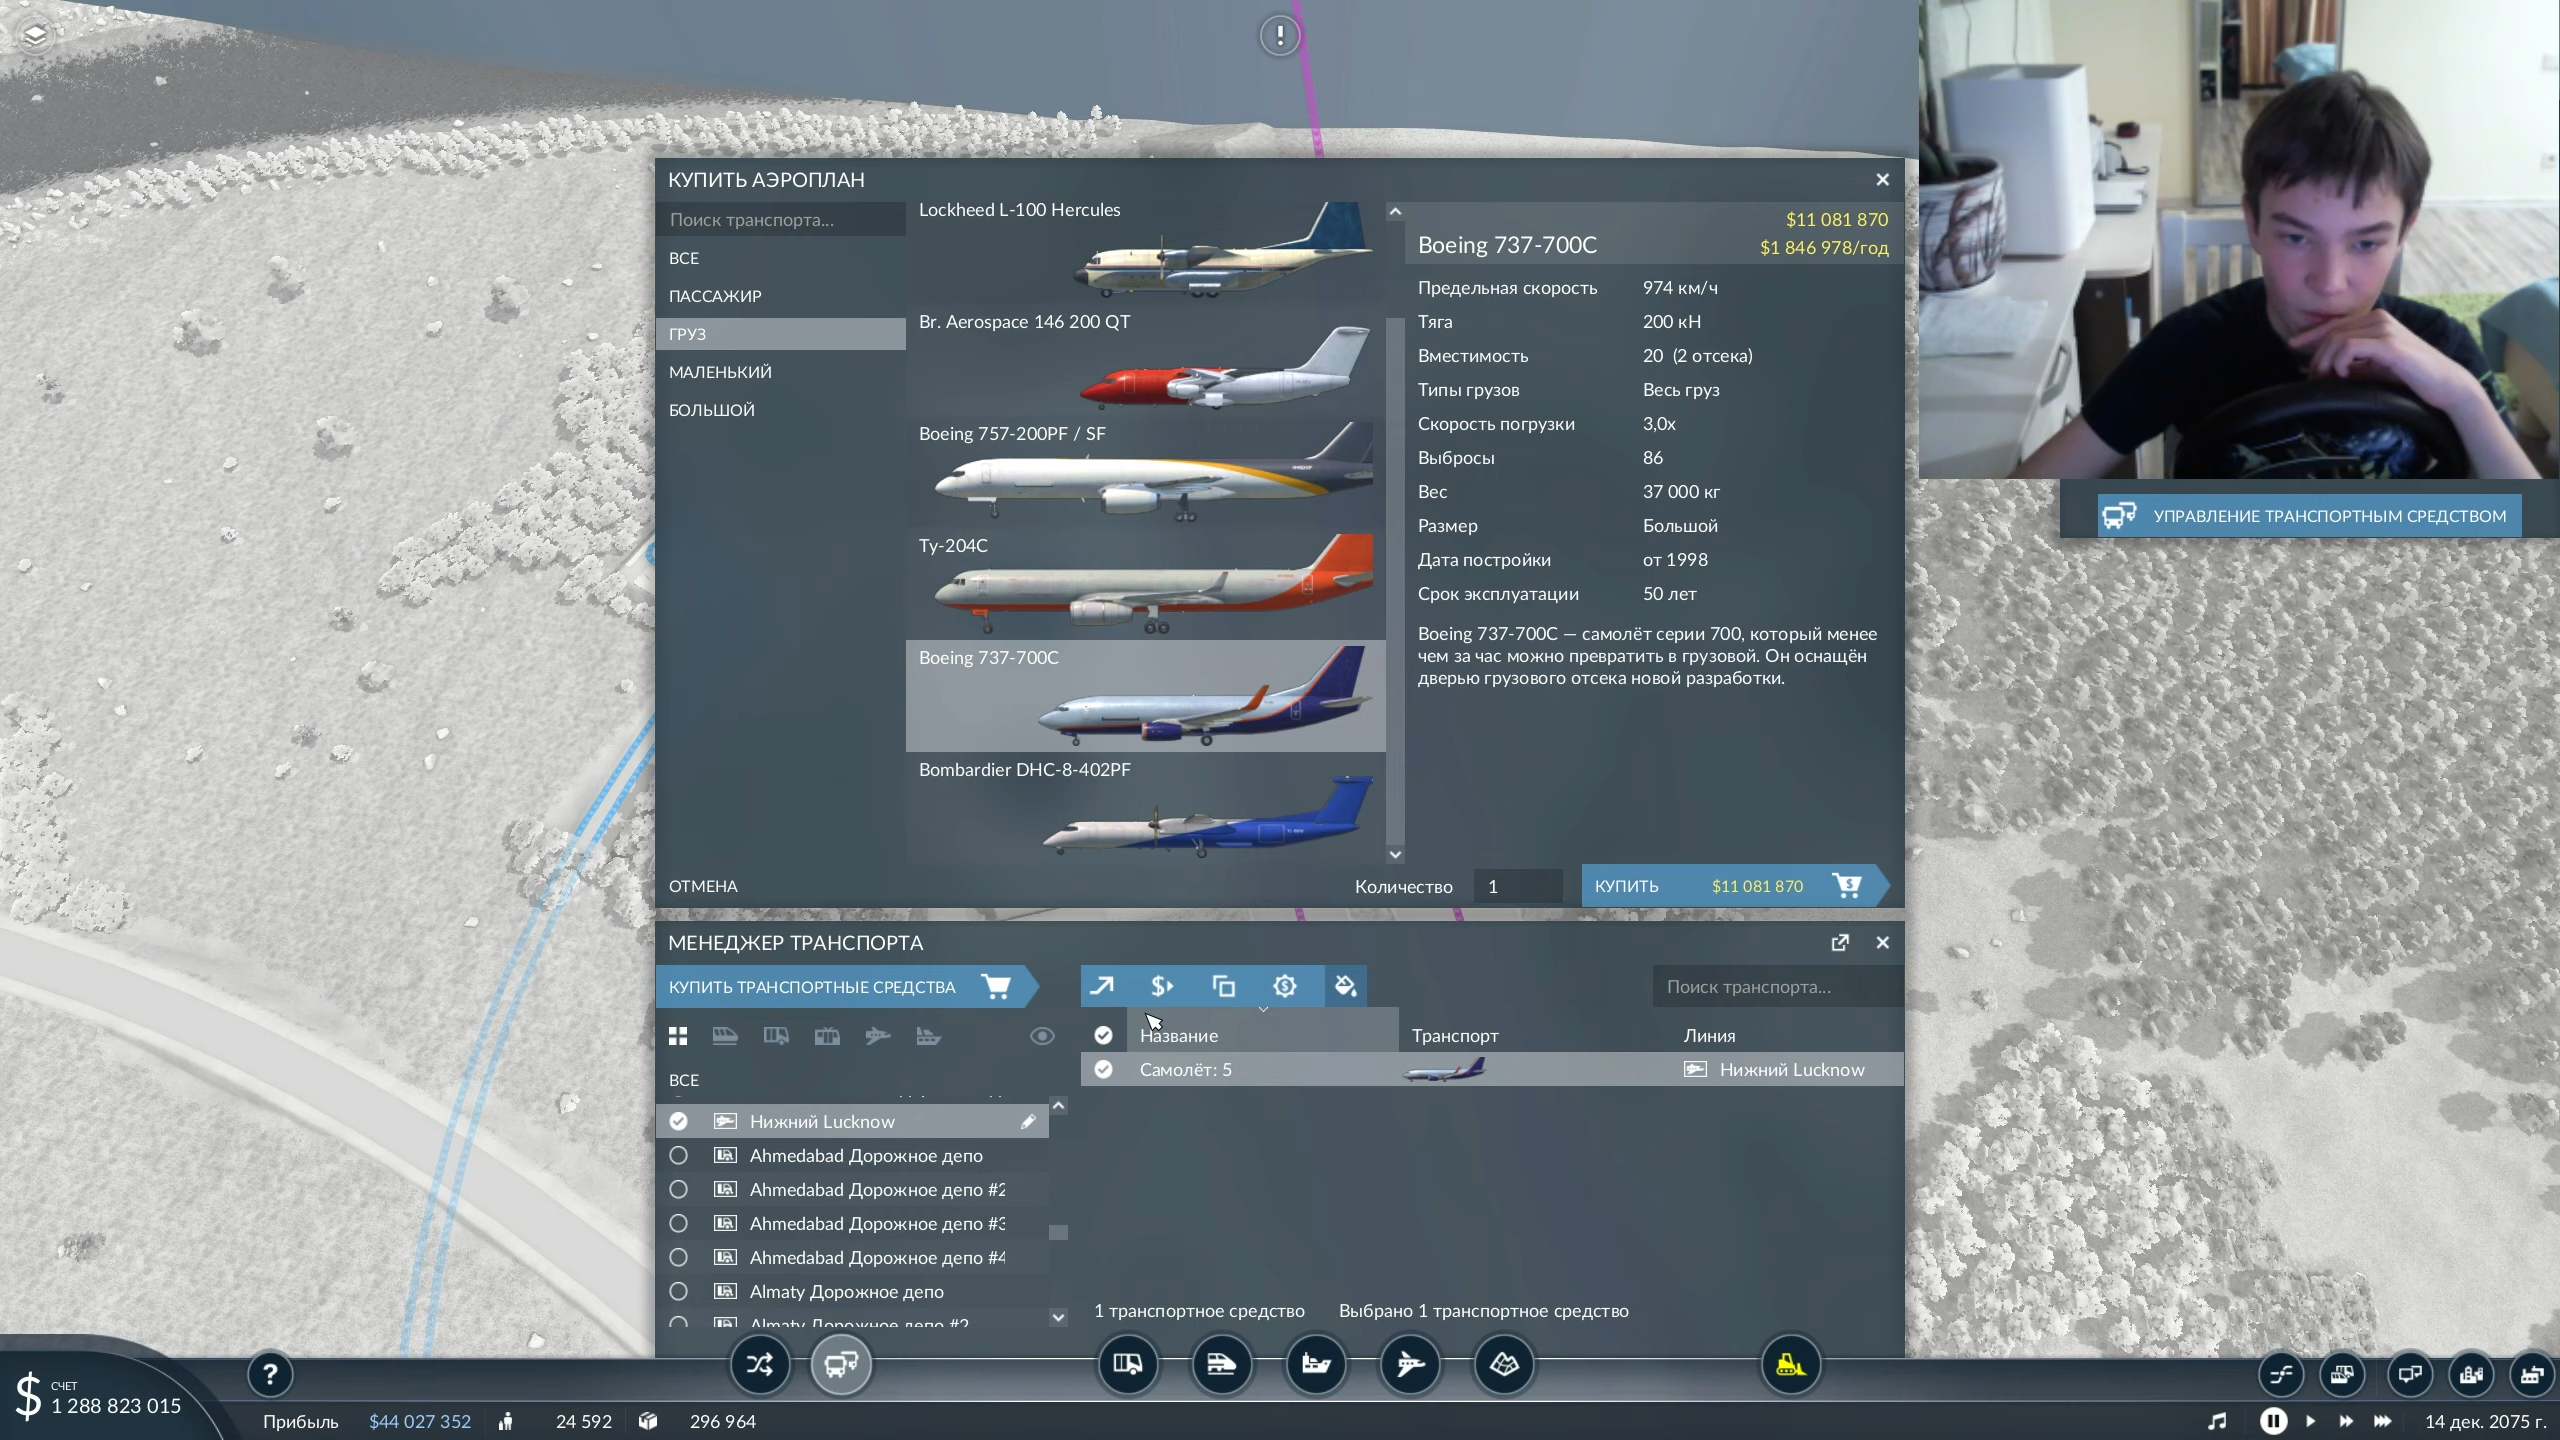 КУПИТЬ АЭРОПЛАН
Поиск транспорта...
ВСЕ
ПАССАЖИР
ГРУЗ
МАЛЕНЬКИЙ
БОЛЬШОЙ
Lockheed L-100 Hercules
Br. Aerospace 146 200 QT
Boeing 757-200PF / SF
Ту-204С
Boeing 737-700C
Bombardier DHC-8-402PF
Boeing 737-700C
$11 081 870
$1 846 978/год
Предельная скорость 974 км/ч
Тяга 200 кН
Вместимость 20 (2 отсека)
Типы грузов Весь груз
Скорость погрузки 3,0x
Выбросы 86
Вес 37 000 кг
Размер Большой
Дата постройки от 1998
Срок эксплуатации 50 лет
Boeing 737-700C — самолёт серии 700, который менее
чем за час можно превратить в грузовой. Он оснащён
дверью грузового отсека новой разработки.
ОТМЕНА
Количество 1
КУПИТЬ $11 081 870
УПРАВЛЕНИЕ ТРАНСПОРТНЫМ СРЕДСТВОМ
МЕНЕДЖЕР ТРАНСПОРТА
КУПИТЬ ТРАНСПОРТНЫЕ СРЕДСТВА
Поиск транспорта...
ВСЕ
Нижний Lucknow
Ahmedabad Дорожное депо
Ahmedabad Дорожное депо #2
Ahmedabad Дорожное депо #3
Ahmedabad Дорожное депо #4
Almaty Дорожное депо
Almaty Дорожное депо #2
Название Транспорт Линия
Самолёт: 5 Нижний Lucknow
1 транспортное средство Выбрано 1 транспортное средство
СЧЕТ
$ 1 288 823 015
Прибыль $44 027 352 24 592 296 964
14 дек. 2075 г.